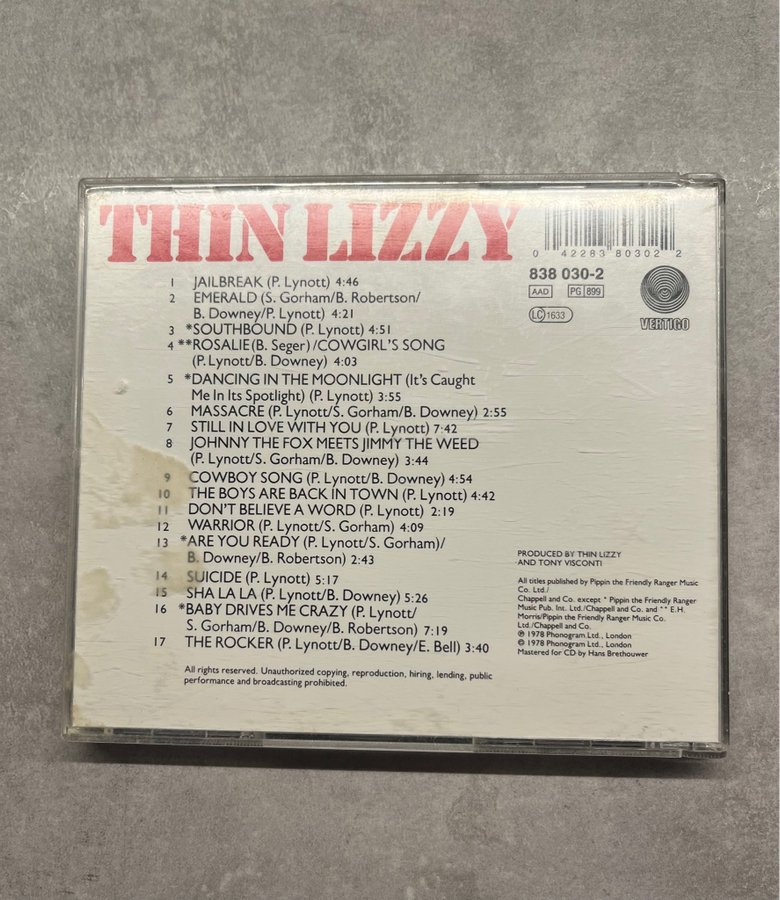 THIN LIZZY
0 42283 80302 2
838 030-2
AAD PG 899
LC 1633
VERTIGO
1 JAILBREAK (P. Lynott) 4:46
2 EMERALD (S. Gorham/B. Robertson/
B. Downey/P. Lynott) 4:21
3 *SOUTHBOUND (P. Lynott) 4:51
4 **ROSALIE (B. Seger) /COWGIRL'S SONG
(P. Lynott/B. Downey) 4:03
5 *DANCING IN THE MOONLIGHT (It's Caught
Me In Its Spotlight) (P. Lynott) 3:55
6 MASSACRE (P. Lynott/S. Gorham/B. Downey) 2:55
7 STILL IN LOVE WITH YOU (P. Lynott) 7:42
8 JOHNNY THE FOX MEETS JIMMY THE WEED
(P. Lynott/S. Gorham/B. Downey) 3:44
9 COWBOY SONG (P. Lynott/B. Downey) 4:54
10 THE BOYS ARE BACK IN TOWN (P. Lynott) 4:42
11 DON'T BELIEVE A WORD (P. Lynott) 2:19
12 WARRIOR (P. Lynott/S. Gorham) 4:09
13 *ARE YOU READY (P. Lynott/S. Gorham)/
B. Downey/B. Robertson) 2:43
14 SUICIDE (P. Lynott) 5:17
15 SHA LA LA (P. Lynott/B. Downey) 5:26
16 *BABY DRIVES ME CRAZY (P. Lynott/
S. Gorham/B. Downey/B. Robertson) 7:19
17 THE ROCKER (P. Lynott/B. Downey/E. Bell) 3:40
All rights reserved. Unauthorized copying, reproduction, hiring, lending, public
performance and broadcasting prohibited.
PRODUCED BY THIN LIZZY
AND TONY VISCONTI
All titles published by Pippin the Friendly Ranger Music
Co. Ltd./
Chappell and Co. except * Pippin the Friendly Ranger
Music Pub. Int. Ltd./Chappell and Co. and ** E.H.
Morris/Pippin the Friendly Ranger Music Co.
Ltd./Chappell and Co.
℗ 1978 Phonogram Ltd., London
© 1978 Phonogram Ltd., London
Mastered for CD by Hans Brethouwer